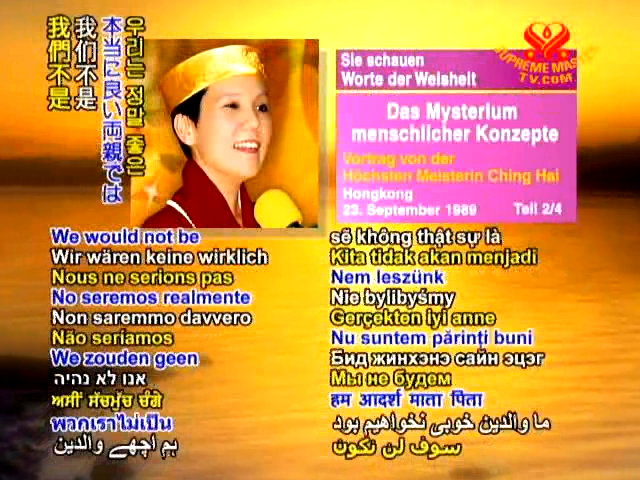 우리는 정말 좋은
本当に良い両親では
我们不是
我們不是
SUPREME MAS
TV.COM
Sie schauen
Worte der Weisheit
Das Mysterium
menschlicher Konzepte
Vortrag von der
Höchsten Meisterin Ching Hai
Hongkong
23. September 1989 Teil 2/4
We would not be
Wir wären keine wirklich
Nous ne serions pas
No seremos realmente
Non saremmo davvero
Não seriamos
We zouden geen
אנו לא נהיה
ਅਸੀਂ ਸੱਚਮੁੱਚ ਚੰਗੇ
พวกเราไม่เป็น
ہم اچھے والدین
sẽ không thật sự là
Kita tidak akan menjadi
Nem leszünk
Nie bylibyśmy
Gerçekten iyi anne
Nu suntem părinţi buni
Бид жинхэнэ сайн эцэг
Мы не будем
हम आदर्श माता पिता
ما والدین خوبی نخواهیم بود
سوف لن نكون